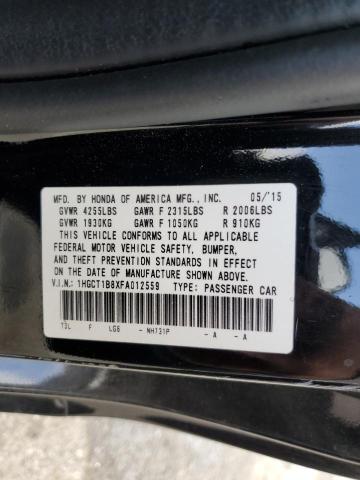 MFD. BY HONDA OF AMERICA MFG., INC. 05/'15
GVWR 4255LBS GAWR F 2315LBS R 2006LBS
GVWR 1930KG GAWR F 1050KG R 910KG
THIS VEHICLE CONFORMS TO ALL APPLICABLE
FEDERAL MOTOR VEHICLE SAFETY, BUMPER,
AND THEFT PREVENTION STANDARDS IN EFFECT
ON THE DATE OF MANUFACTURE SHOWN ABOVE.
V.I.N.: 1HGCT1B8XFA012559 TYPE: PASSENGER CAR
T3L F LG6 - NH731P - A - A